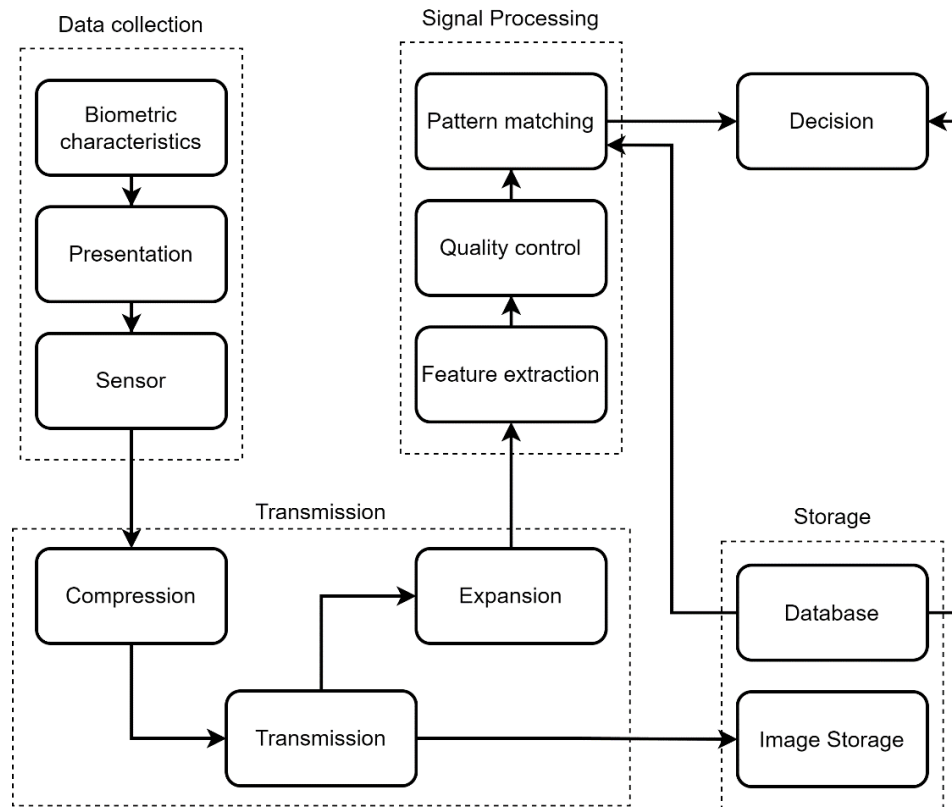 Data collection
Biometric
characteristics
Presentation
Sensor
Signal Processing
Pattern matching
Quality control
Feature extraction
Decision
Transmission
Compression
Expansion
Transmission
Storage
Database
Image Storage